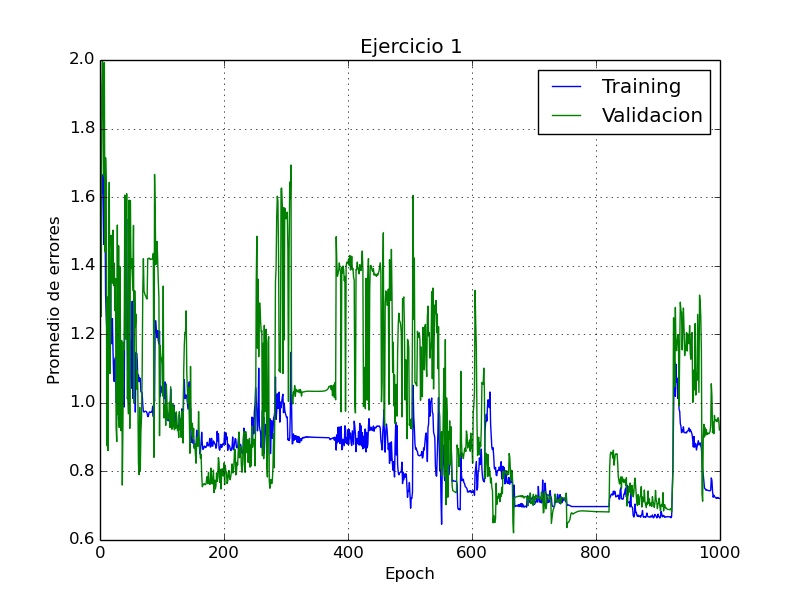 Ejercicio 1
Training
Validacion
Promedio de errores
2.0
1.8
1.6
1.4
1.2
1.0
0.8
0.6
0 200 400 600 800 1000
Epoch